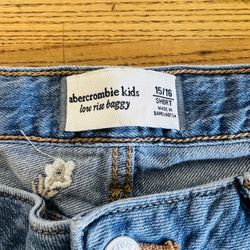 abercrombie kids
low rise baggy
15/16
SHORT
MADE IN
BANGLADESH